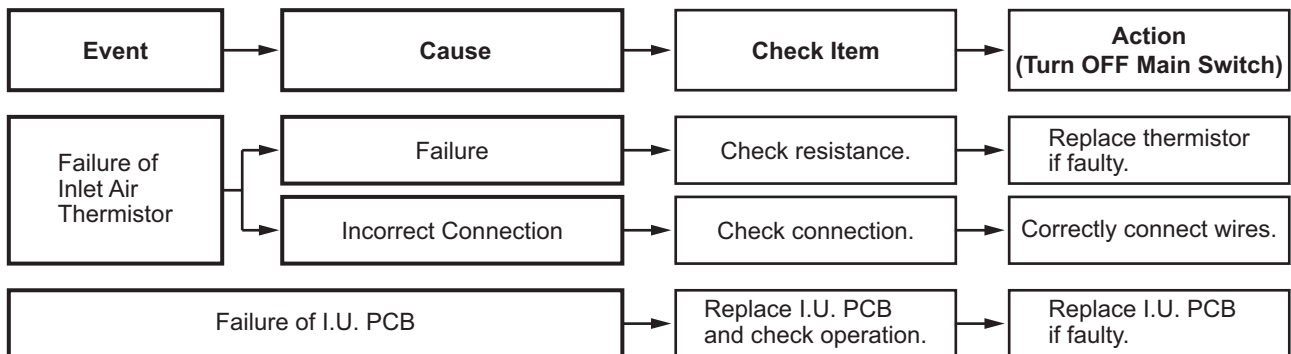 Event
Cause
Check Item
Action
(Turn OFF Main Switch)
Failure of
Inlet Air
Thermistor
Failure
Check resistance.
Replace thermistor
if faulty.
Incorrect Connection
Check connection.
Correctly connect wires.
Failure of I.U. PCB
Replace I.U. PCB
and check operation.
Replace I.U. PCB
if faulty.